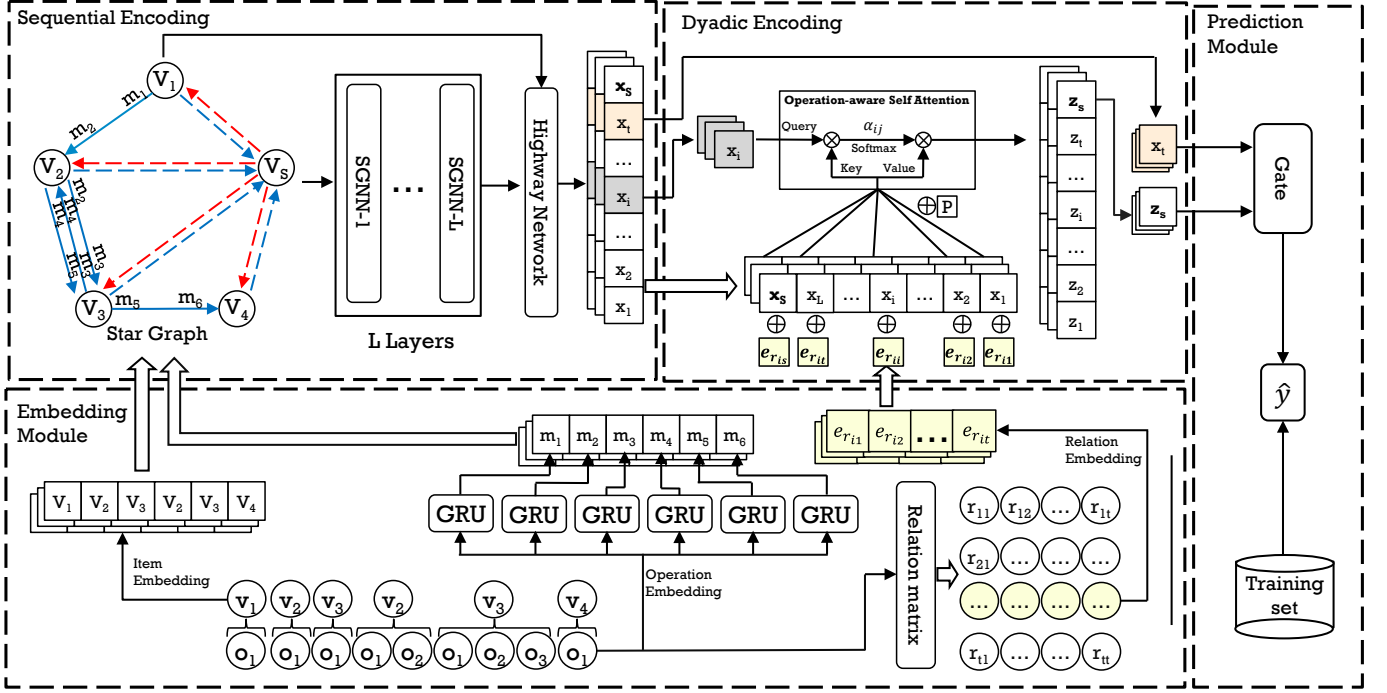 Sequential Encoding
V1
m1
m2
V2
VS
m2
m4
m4
m3
m3
m5
V3
m5
m6
V4
Star Graph
SGNN-1
...
SGNN-L
L Layers
Highway Network
xS
xt
...
xi
...
x2
x1
Dyadic Encoding
xi
Operation-aware Self Attention
Query
αij
Softmax
Key
Value
P
xS xL ... xi ... x2 x1
eris erit erii eri2 eri1
zs
zt
...
zi
...
z2
z1
Prediction
Module
xt
zs
Gate
ŷ
Training
set
Embedding
Module
m1 m2 m3 m4 m5 m6
GRU GRU GRU GRU GRU GRU
V1 V2 V3 V2 V3 V4
Item
Embedding
Operation
Embedding
v1 v2 v3 v2 v3 v4
o1 o1 o1 o1 o2 o1 o2 o3 o1
eri1 eri2 ... erit
Relation
Embedding
Relation matrix
r11 r12 ... r1t
r21 ... ... ...
... ... ... ...
rt1 ... ... rtt